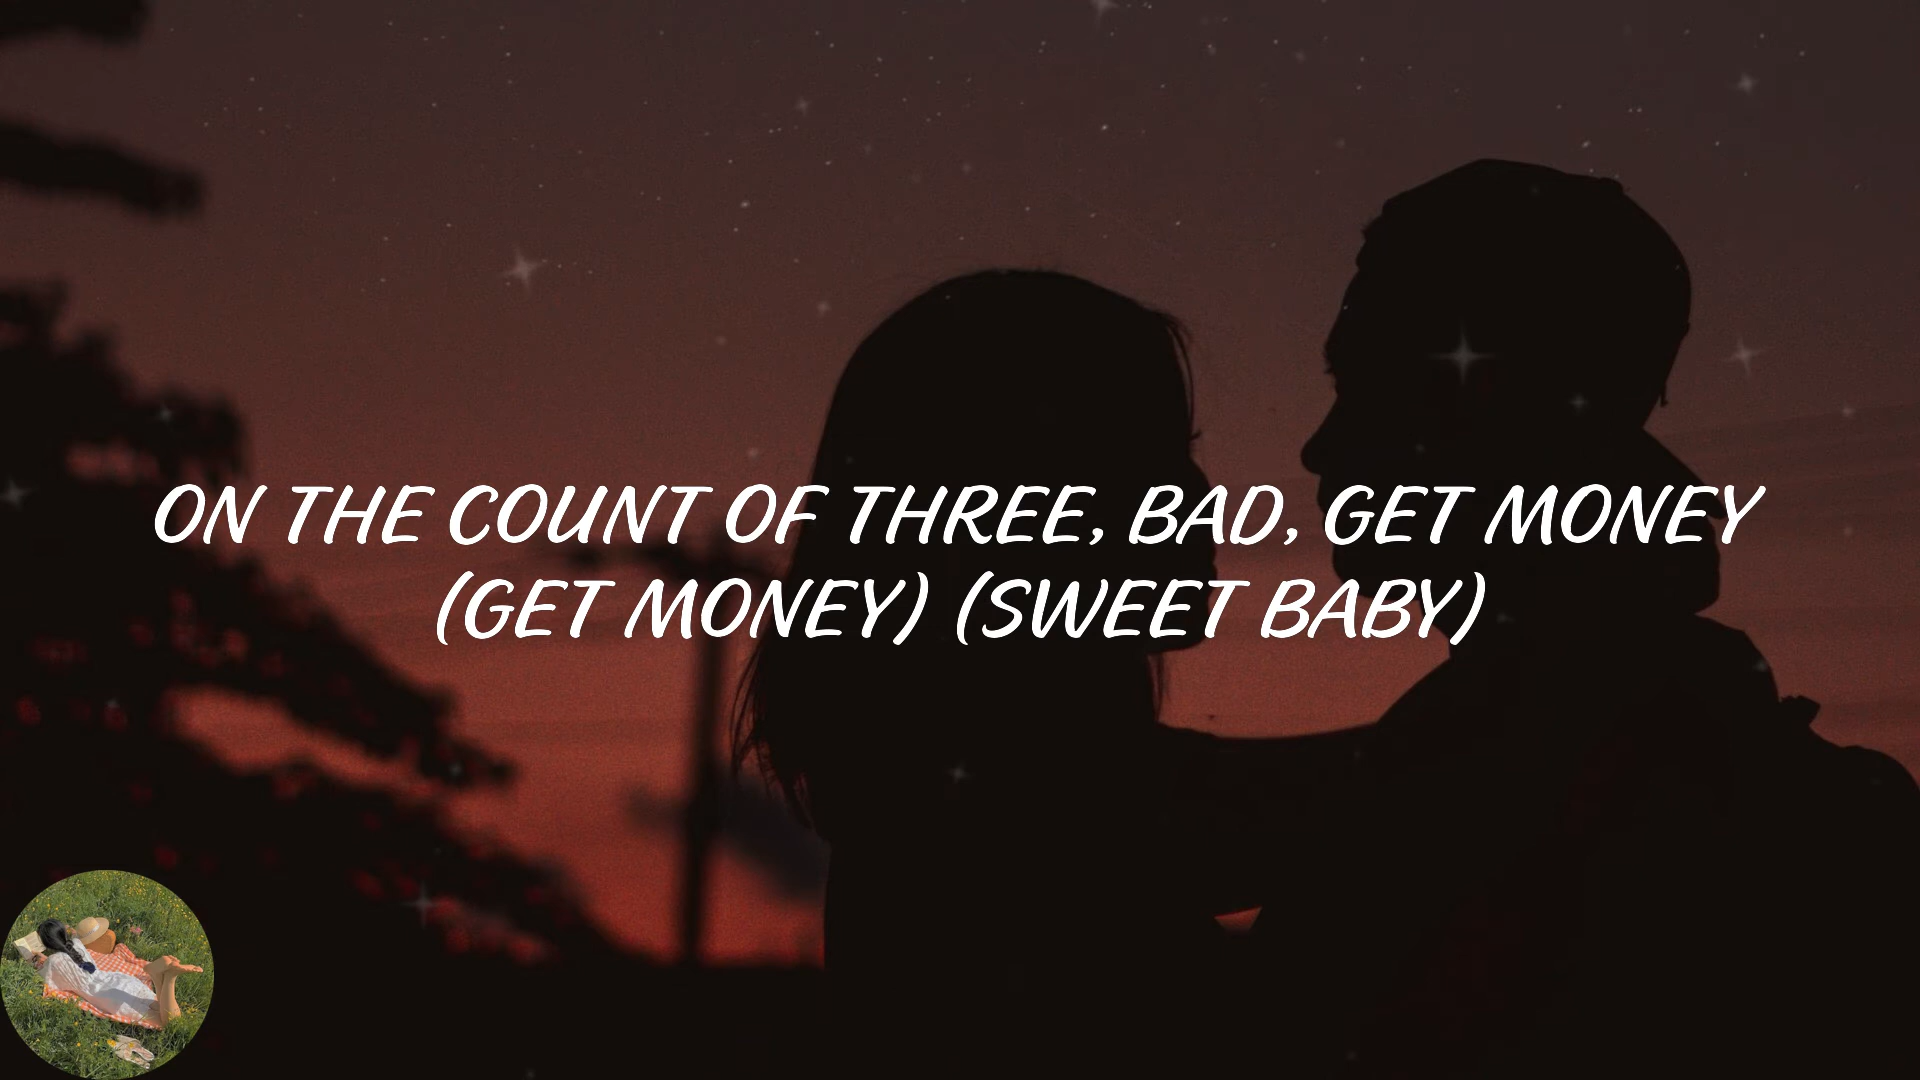 ON THE COUNT OF THREE, BAD, GET MONEY
(GET MONEY) (SWEET BABY)